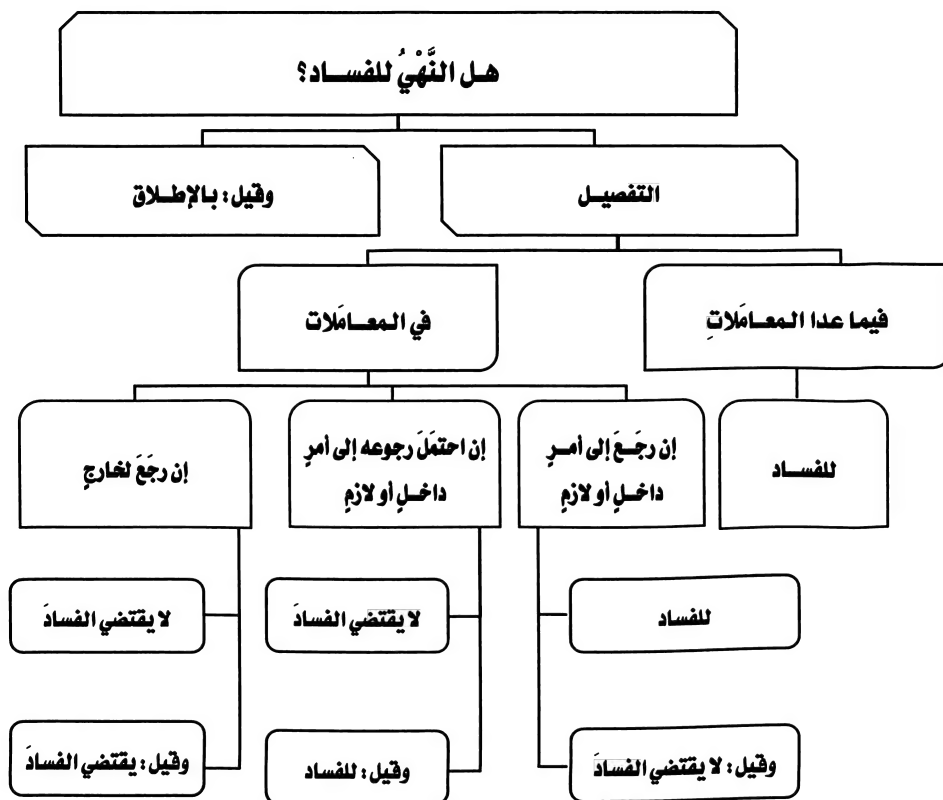 هل النَّهْيُ للفساد؟
التفصيل
وقيل: بالإطلاق
فيما عدا المعامَلاتِ
في المعامَلات
للفساد
إن رجَعَ إلى أمرٍ
داخلٍ أو لازمٍ
إن احتمَلَ رجوعه إلى أمرٍ
داخلٍ أو لازمٍ
إن رجَعَ لخارجٍ
للفساد
لا يقتضي الفسادَ
لا يقتضي الفسادَ
وقيل: لا يقتضي الفسادَ
وقيل: للفساد
وقيل: يقتضي الفسادَ